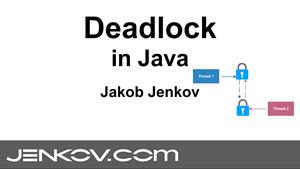 Deadlock
in Java
Jakob Jenkov
Thread 1
Thread 2
JENKOV.COM